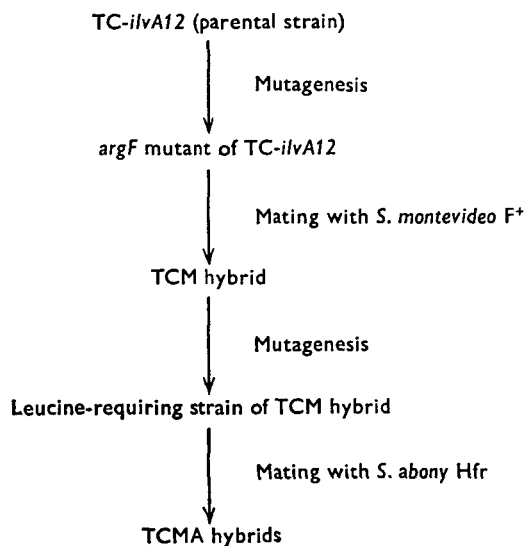 TC-ilvA12 (parental strain)
Mutagenesis
argF mutant of TC-ilvA12
Mating with S. montevideo F⁺
TCM hybrid
Mutagenesis
Leucine-requiring strain of TCM hybrid
Mating with S. abony Hfr
TCMA hybrids